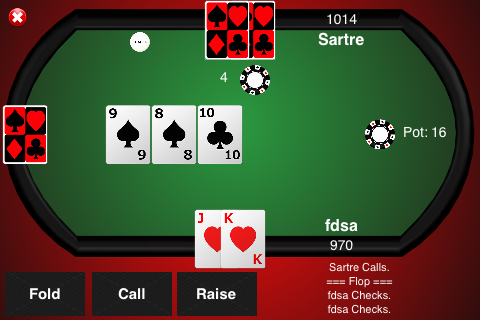 1014
Sartre
4
9
9
8
8
10
10
Pot: 16
J
K
K
fdsa
970
Fold
Call
Raise
Sartre Calls.
=== Flop ===
fdsa Checks.
fdsa Checks.